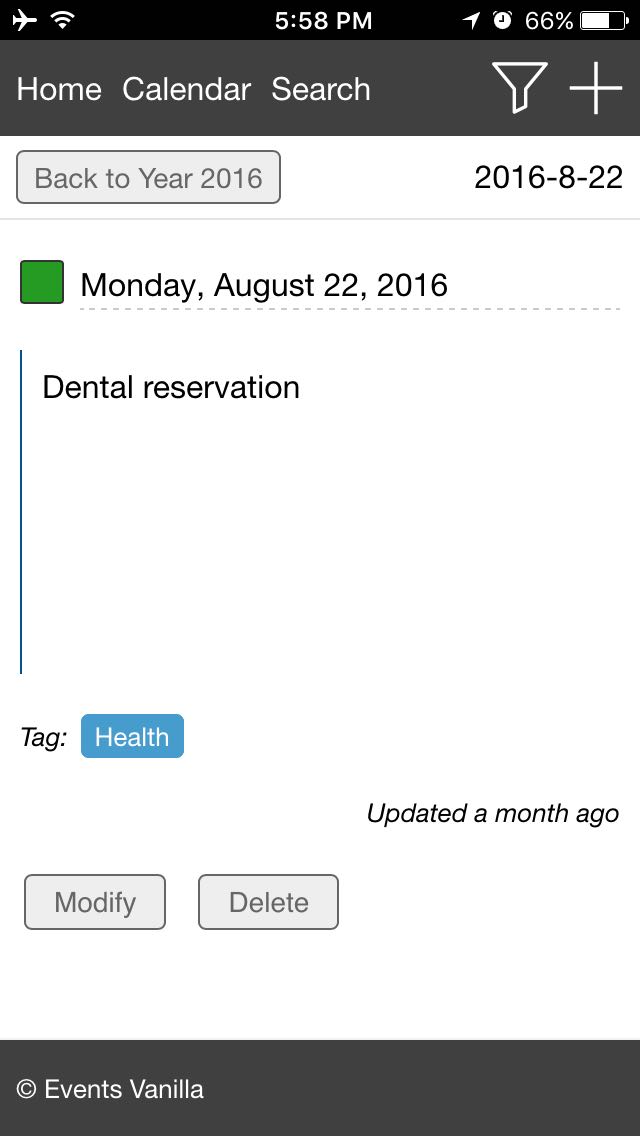 5:58 PM 66%
Home Calendar Search
Back to Year 2016 2016-8-22
Monday, August 22, 2016
Dental reservation
Tag: Health
Updated a month ago
Modify Delete
© Events Vanilla